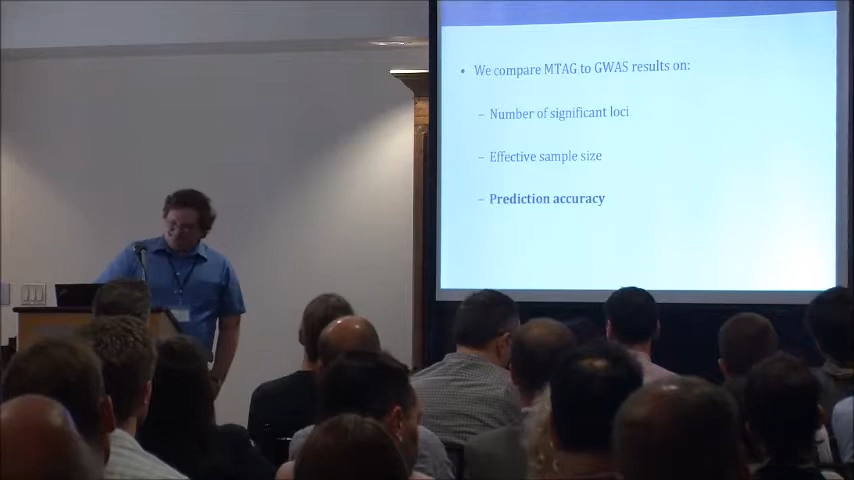 • We compare MTAG to GWAS results on:
– Number of significant loci
– Effective sample size
– Prediction accuracy